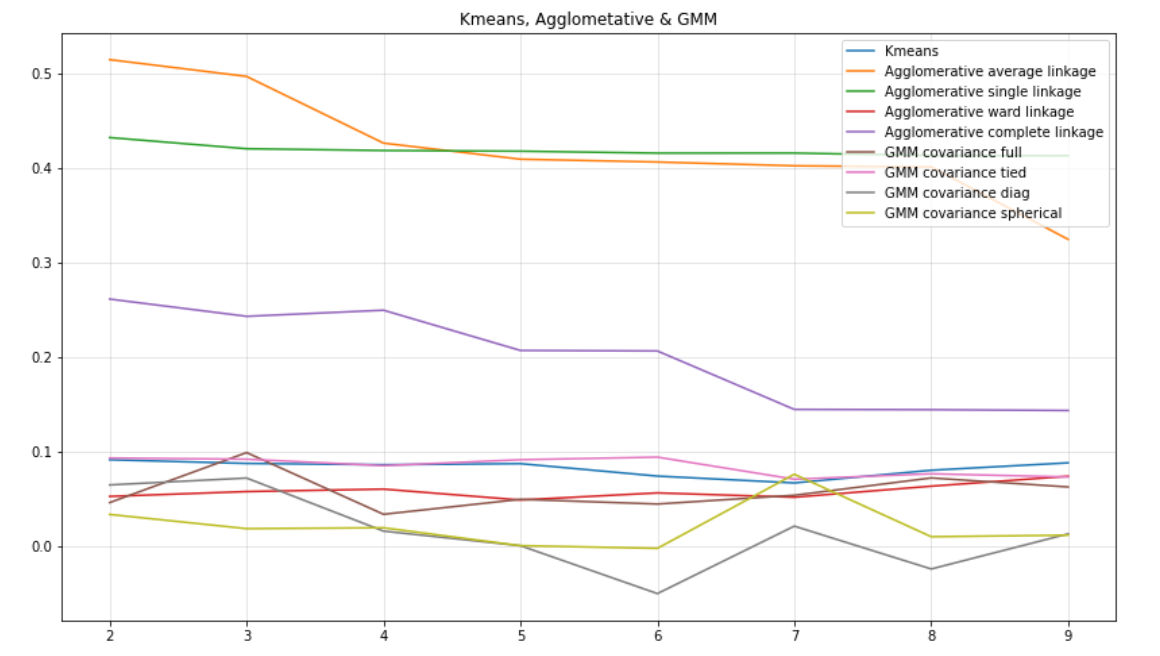 Kmeans, Agglometative & GMM
Kmeans
Agglomerative average linkage
Agglomerative single linkage
Agglomerative ward linkage
Agglomerative complete linkage
GMM covariance full
GMM covariance tied
GMM covariance diag
GMM covariance spherical
0.5
0.4
0.3
0.2
0.1
0.0
2 3 4 5 6 7 8 9